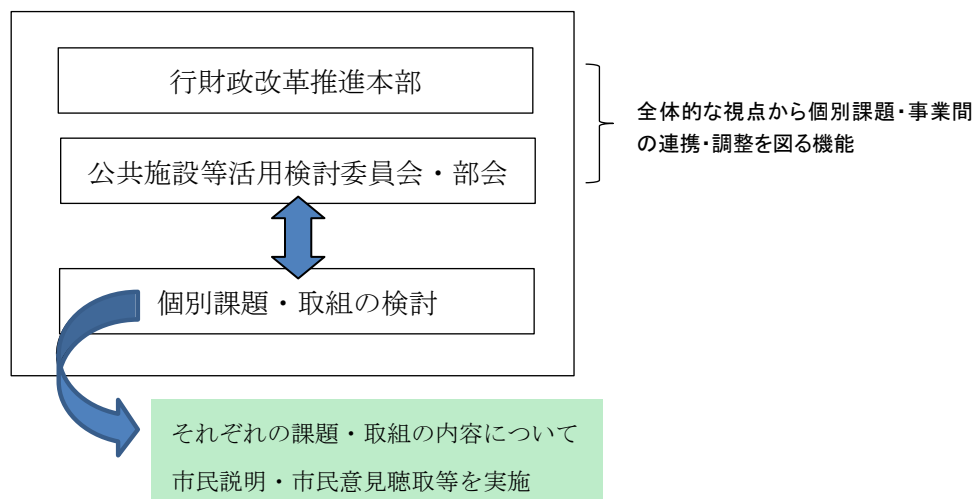 行財政改革推進本部
全体的な視点から個別課題・事業間
の連携・調整を図る機能
公共施設等活用検討委員会・部会
個別課題・取組の検討
それぞれの課題・取組の内容について
市民説明・市民意見聴取等を実施